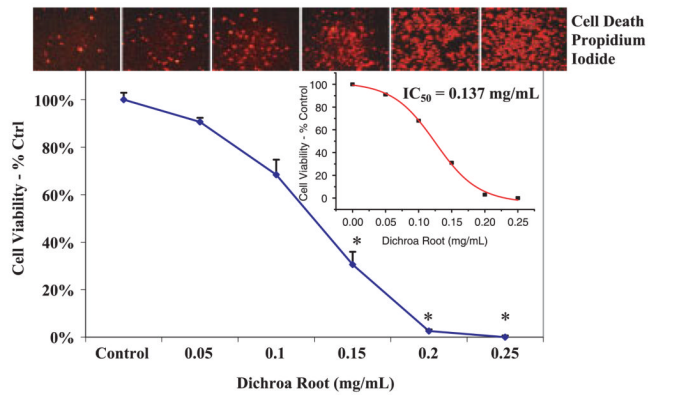 Cell Death
Propidium
Iodide
Cell Viability - % Ctrl
100%
80%
60%
40%
20%
0%
*
*
*
Control 0.05 0.1 0.15 0.2 0.25
Dichroa Root (mg/mL)
IC50 = 0.137 mg/mL
Cell Viability - % Control
100
80
60
40
20
0
0.00 0.05 0.10 0.15 0.20 0.25
Dichroa Root (mg/mL)